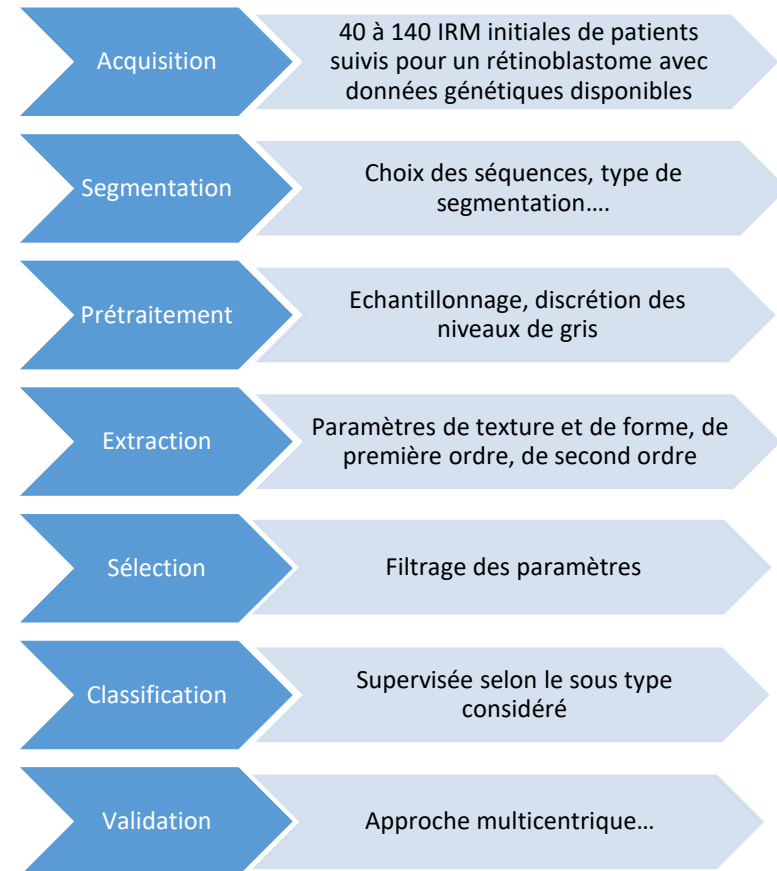 Acquisition
40 à 140 IRM initiales de patients
suivis pour un rétinoblastome avec
données génétiques disponibles
Segmentation
Choix des séquences, type de
segmentation….
Prétraitement
Echantillonnage, discrétion des
niveaux de gris
Extraction
Paramètres de texture et de forme, de
première ordre, de second ordre
Sélection
Filtrage des paramètres
Classification
Supervisée selon le sous type
considéré
Validation
Approche multicentrique…